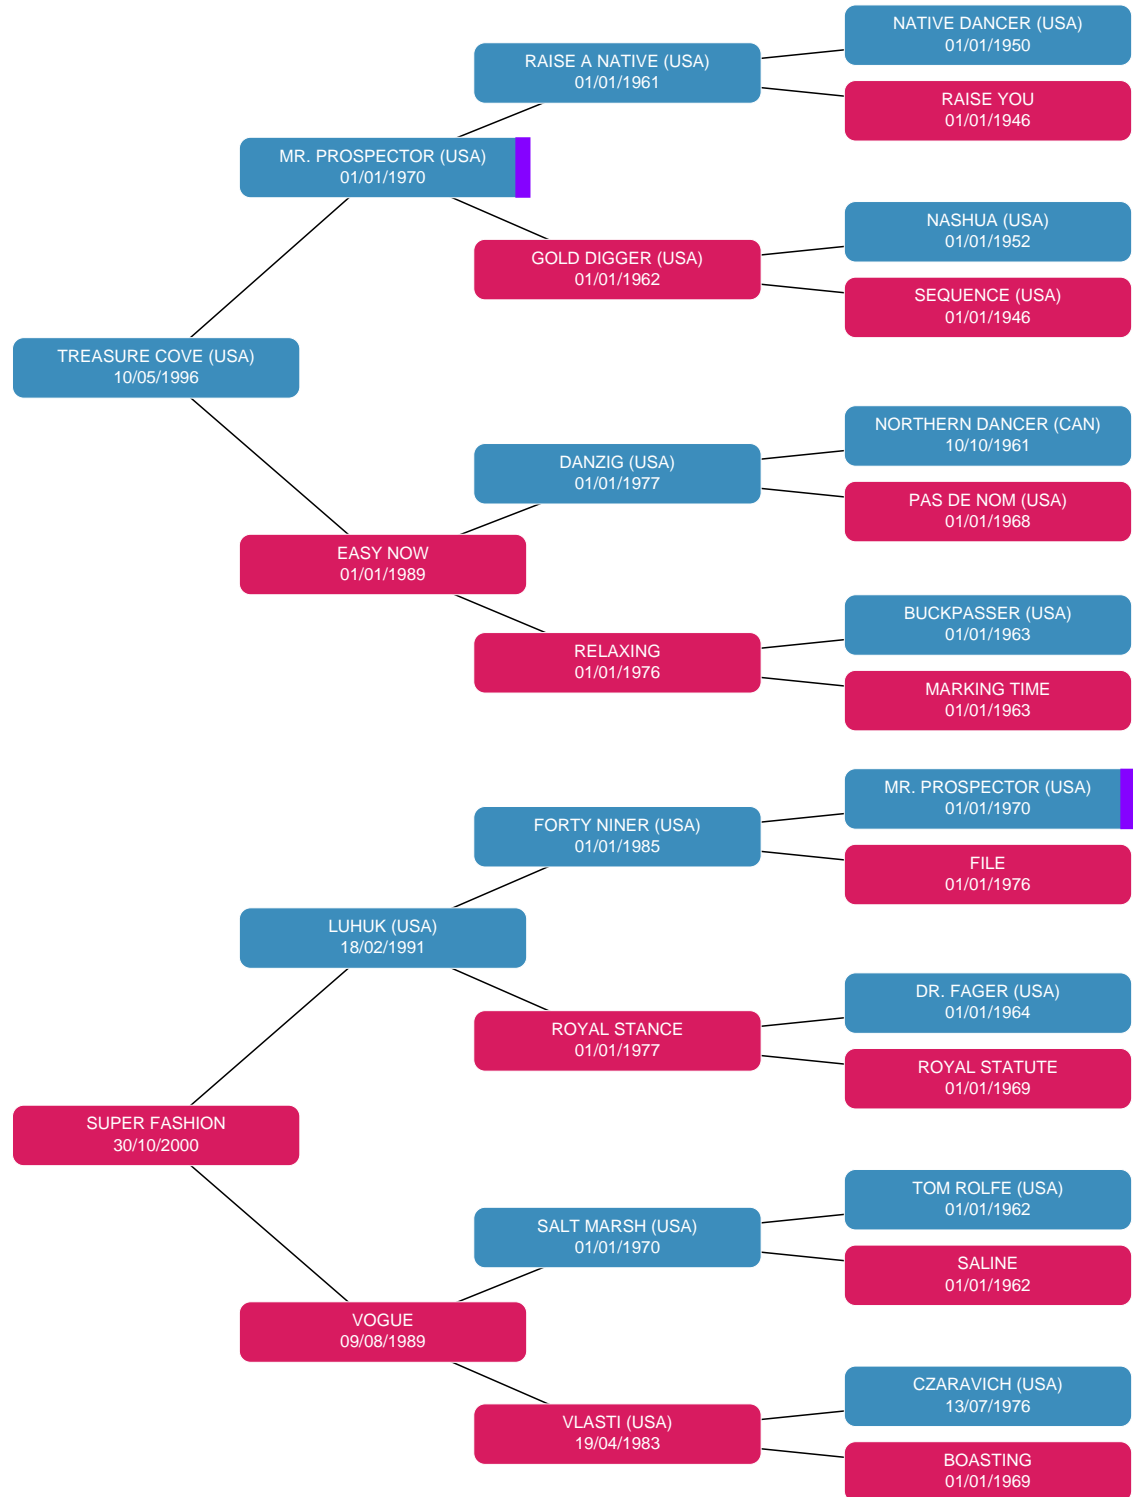 NATIVE DANCER (USA)
01/01/1950
RAISE A NATIVE (USA)
01/01/1961
RAISE YOU
01/01/1946
MR. PROSPECTOR (USA)
01/01/1970
NASHUA (USA)
01/01/1952
GOLD DIGGER (USA)
01/01/1962
SEQUENCE (USA)
01/01/1946
TREASURE COVE (USA)
10/05/1996
NORTHERN DANCER (CAN)
10/10/1961
DANZIG (USA)
01/01/1977
PAS DE NOM (USA)
01/01/1968
EASY NOW
01/01/1989
BUCKPASSER (USA)
01/01/1963
RELAXING
01/01/1976
MARKING TIME
01/01/1963
MR. PROSPECTOR (USA)
01/01/1970
FORTY NINER (USA)
01/01/1985
FILE
01/01/1976
LUHUK (USA)
18/02/1991
DR. FAGER (USA)
01/01/1964
ROYAL STANCE
01/01/1977
ROYAL STATUTE
01/01/1969
SUPER FASHION
30/10/2000
TOM ROLFE (USA)
01/01/1962
SALT MARSH (USA)
01/01/1970
SALINE
01/01/1962
VOGUE
09/08/1989
CZARAVICH (USA)
13/07/1976
VLASTI (USA)
19/04/1983
BOASTING
01/01/1969